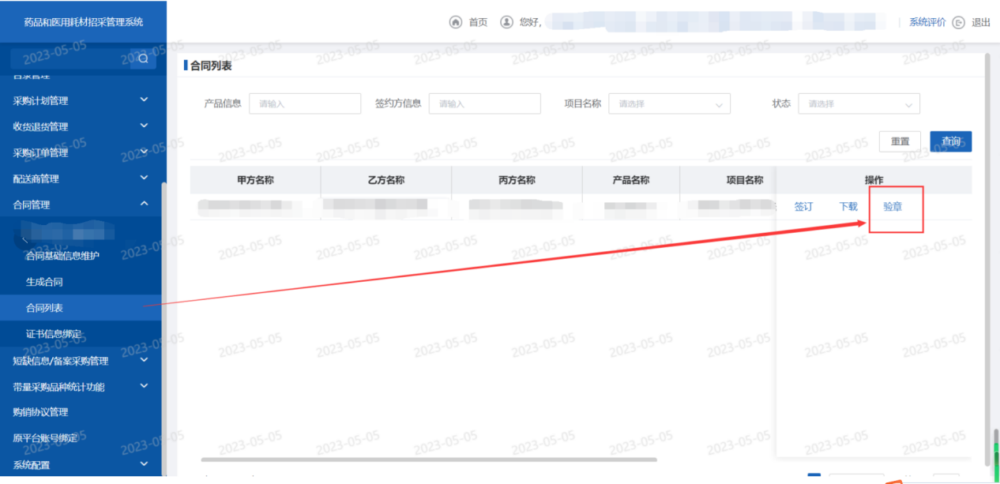 药品和医用耗材招采管理系统
首页
您好,
系统评价
退出
目录管理
采购计划管理
收货退货管理
采购订单管理
配送商管理
合同管理
合同基础信息维护
生成合同
合同列表
证书信息绑定
短缺信息/备案采购管理
带量采购品种统计功能
购销协议管理
原平台账号绑定
系统配置
合同列表
产品信息 请输入 签约方信息 请输入 项目名称 请选择 状态 请选择
重置 查询
甲方名称 乙方名称 丙方名称 产品名称 项目名称 操作
签订 下载 验章
2023-05-05